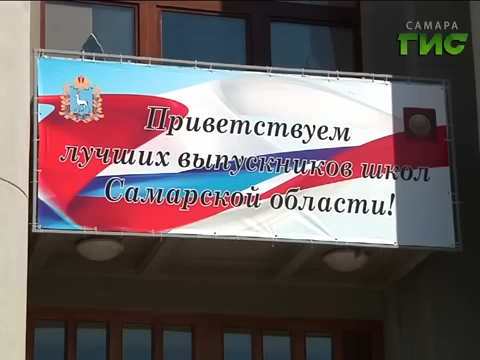 САМАРА
ГИС
Приветствуем
лучших выпускников школ
Самарской области!